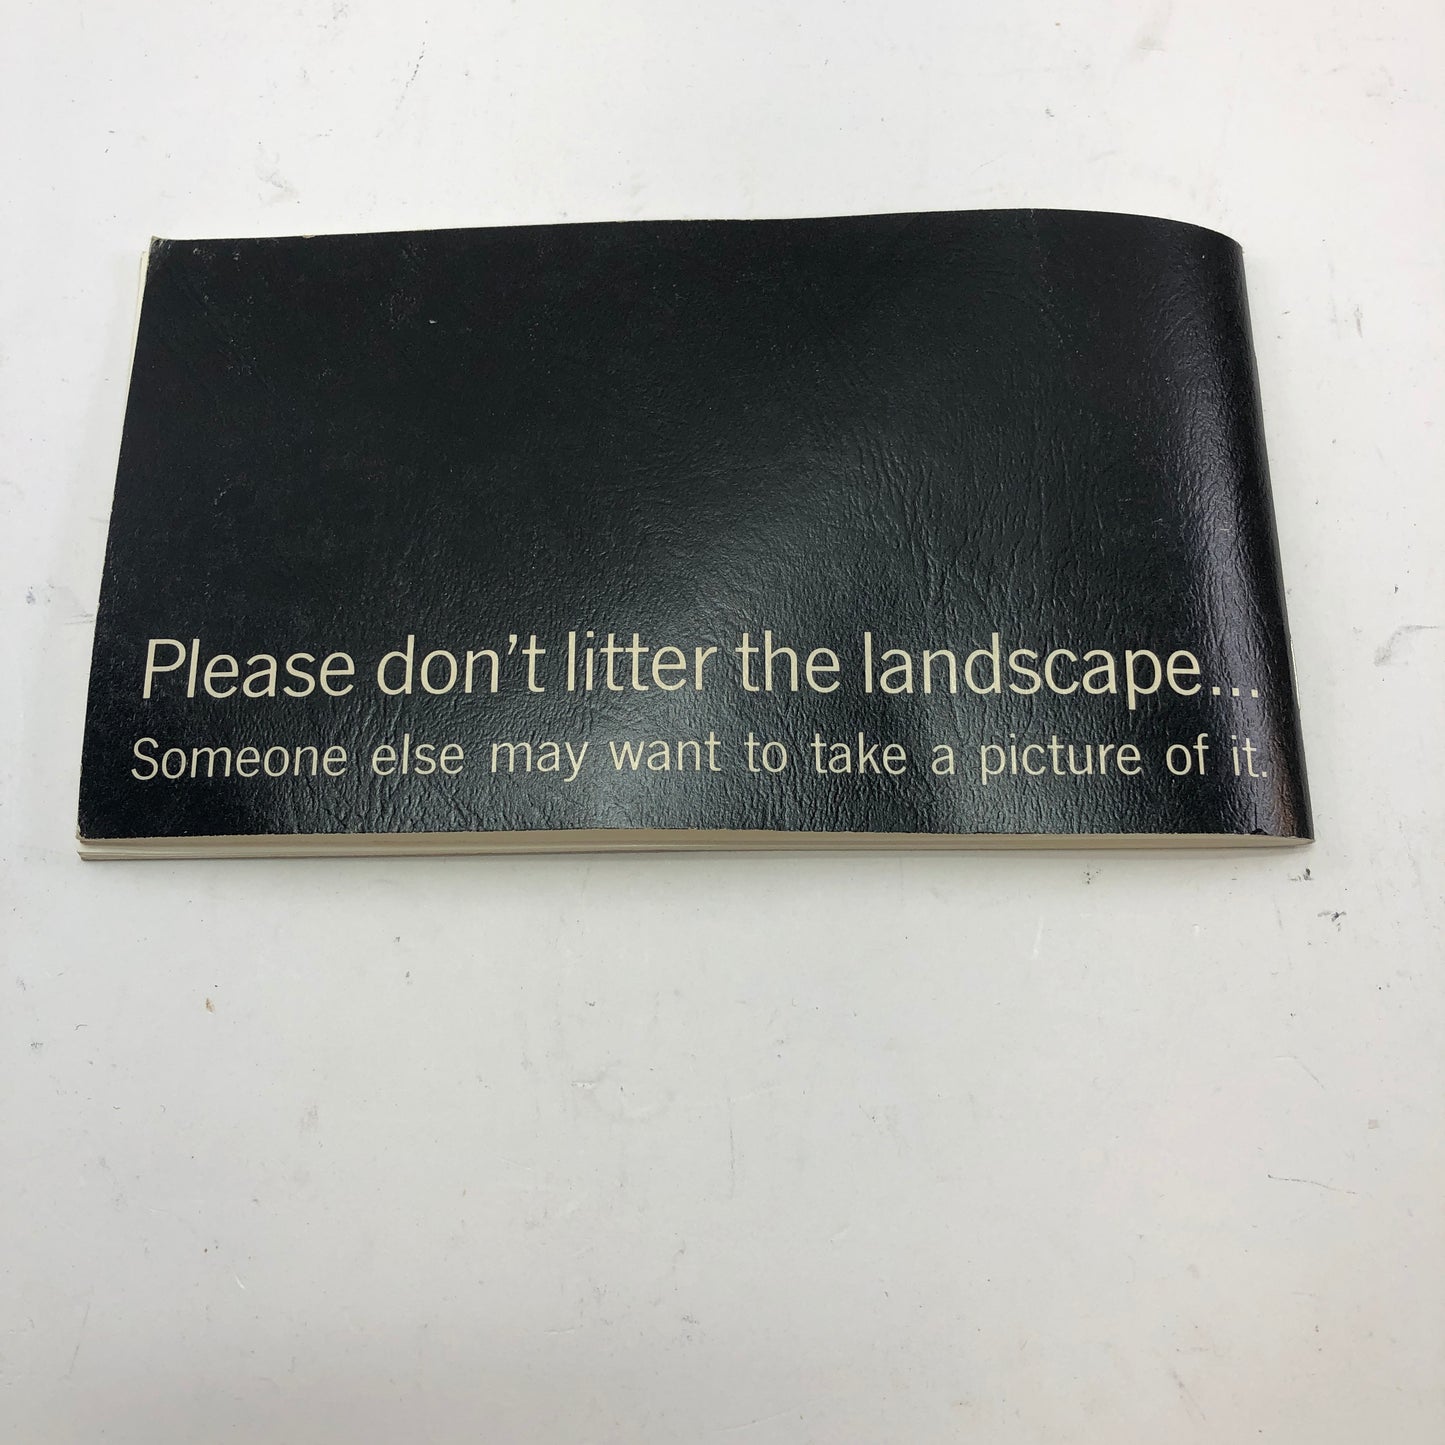 Please don’t litter the landscape...
Someone else may want to take a picture of it.